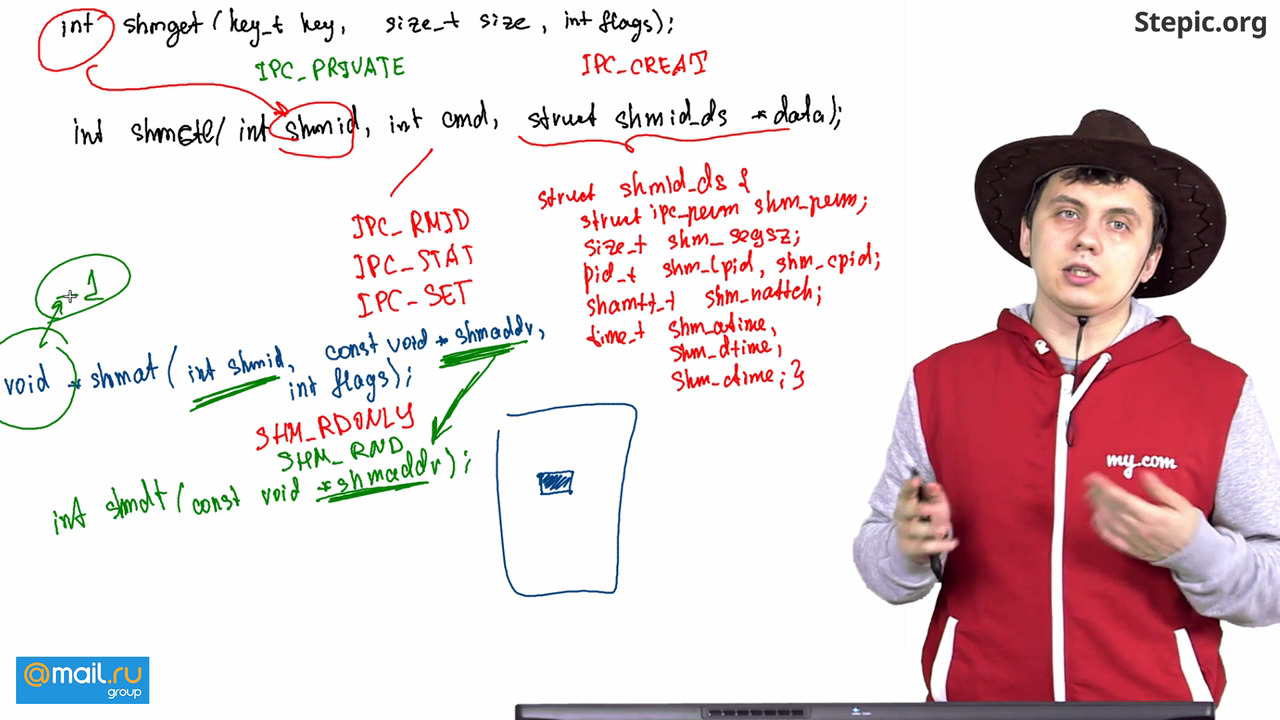 Stepic.org
int shmget (key_t key, size_t size, int flags);
IPC_PRIVATE IPC_CREAT
int shmctl( int shmid, int cmd, struct shmid_ds *data);
IPC_RMID
IPC_STAT
IPC_SET
struct shmid_ds {
struct ipc_perm shm_perm;
size_t shm_segsz;
pid_t shm_lpid, shm_cpid;
shamtt_t shm_nattch;
time_t shm_atime,
shm_dtime,
shm_ctime; }
-1
void * shmat ( int shmid, const void * shmaddr,
int flags);
SHM_RDONLY
SHM_RND
int shmdt ( const void *shmaddr);
my.com
@mail.ru
group